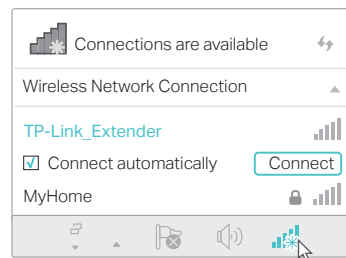 Connections are available
Wireless Network Connection
TP-Link_Extender
Connect automatically Connect
MyHome